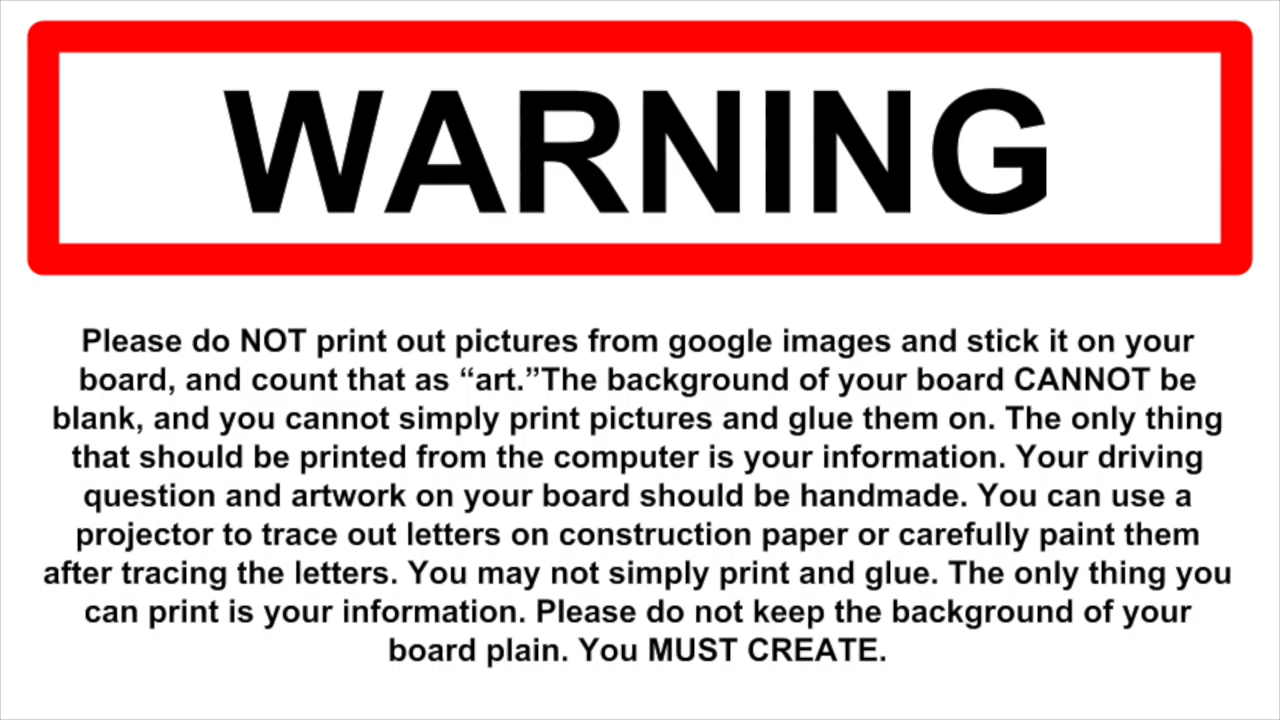 WARNING
Please do NOT print out pictures from google images and stick it on your
board, and count that as “art.”The background of your board CANNOT be
blank, and you cannot simply print pictures and glue them on. The only thing
that should be printed from the computer is your information. Your driving
question and artwork on your board should be handmade. You can use a
projector to trace out letters on construction paper or carefully paint them
after tracing the letters. You may not simply print and glue. The only thing you
can print is your information. Please do not keep the background of your
board plain. You MUST CREATE.